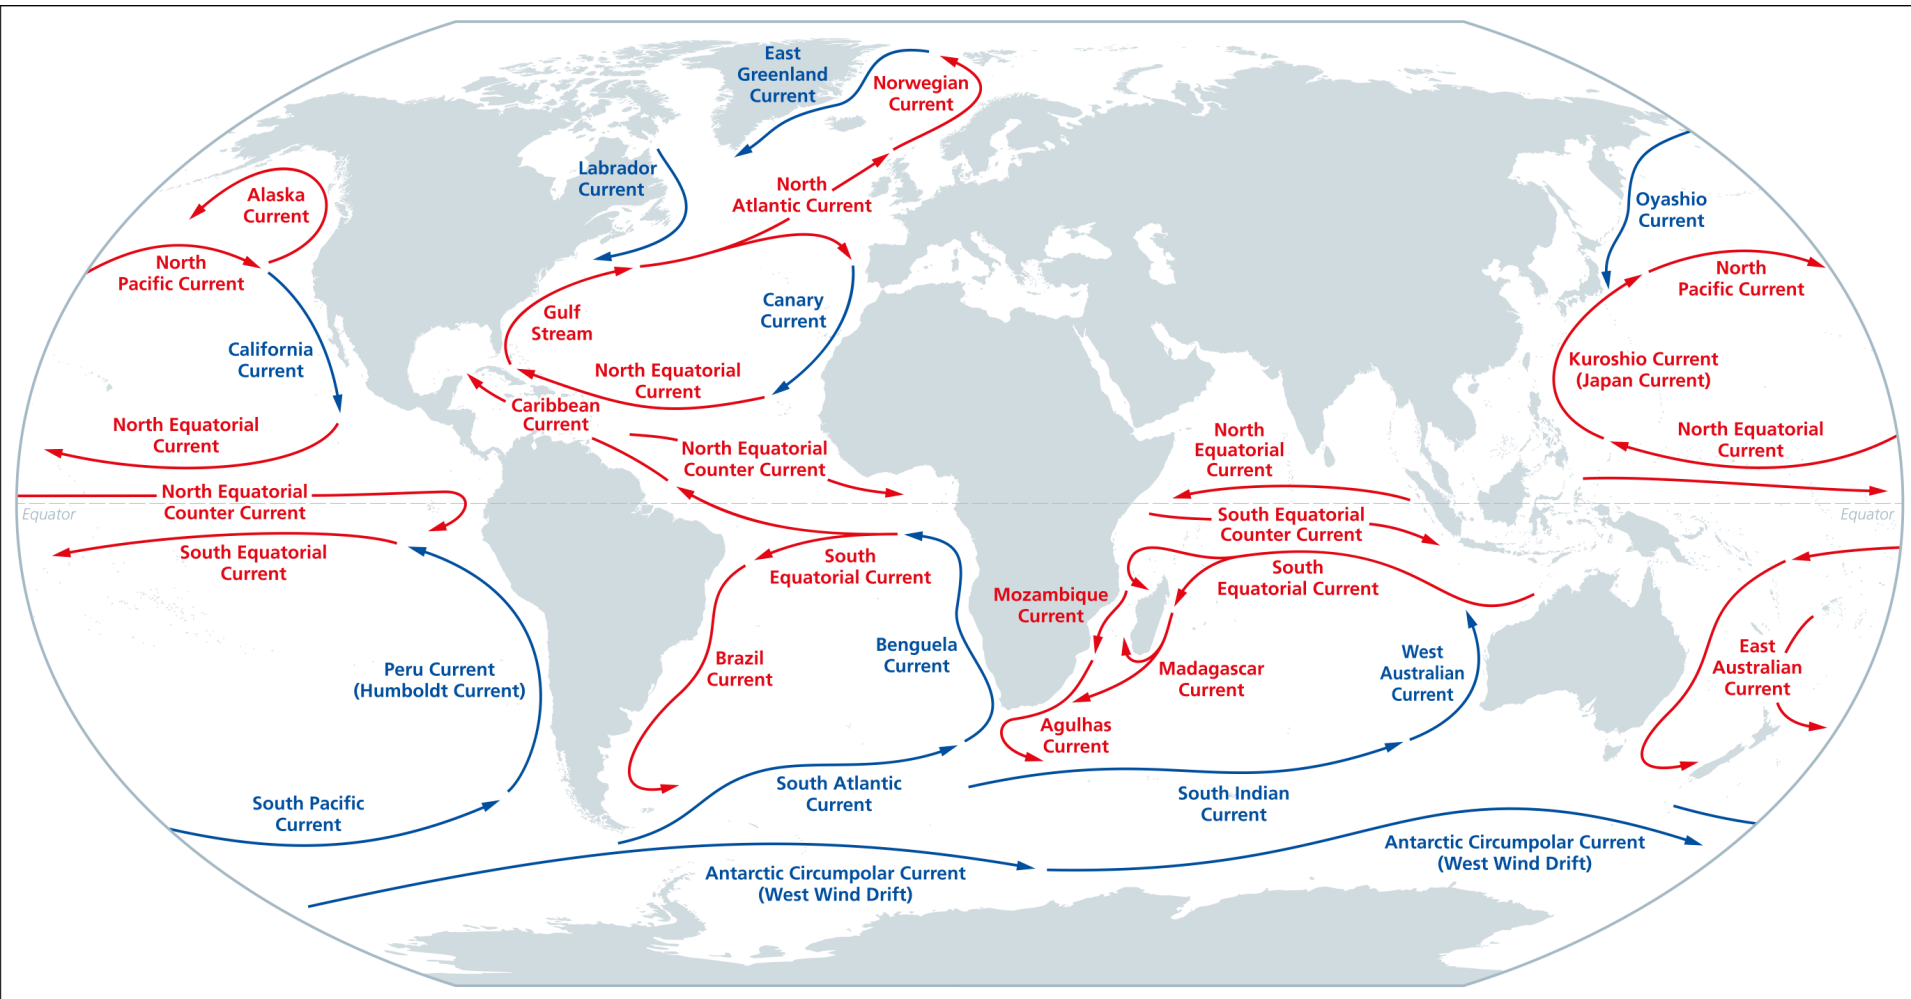 East
Greenland
Current
Norwegian
Current
Labrador
Current
North
Atlantic Current
Alaska
Current
Oyashio
Current
North
Pacific Current
North
Pacific Current
Gulf
Stream
Canary
Current
California
Current
Kuroshio Current
(Japan Current)
North Equatorial
Current
Caribbean
Current
North Equatorial
Current
North Equatorial
Counter Current
North
Equatorial
Current
North Equatorial
Current
North Equatorial
Counter Current
Equator
Equator
South Equatorial
Counter Current
South Equatorial
Current
South
Equatorial Current
South
Equatorial Current
Mozambique
Current
Peru Current
(Humboldt Current)
Brazil
Current
Benguela
Current
Madagascar
Current
West
Australian
Current
East
Australian
Current
Agulhas
Current
South Pacific
Current
South Atlantic
Current
South Indian
Current
Antarctic Circumpolar Current
(West Wind Drift)
Antarctic Circumpolar Current
(West Wind Drift)